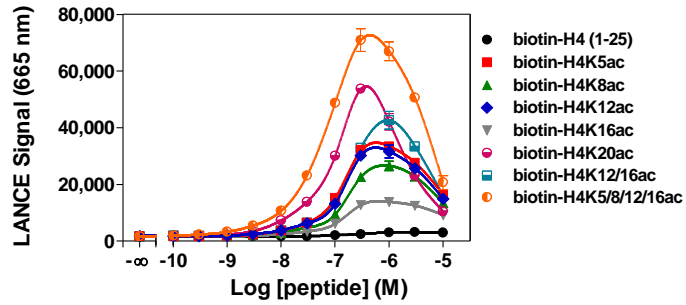 LANCE Signal (665 nm)
80,000
60,000
40,000
20,000
0
-∞ -10 -9 -8 -7 -6 -5
Log [peptide] (M)
biotin-H4 (1-25)
biotin-H4K5ac
biotin-H4K8ac
biotin-H4K12ac
biotin-H4K16ac
biotin-H4K20ac
biotin-H4K12/16ac
biotin-H4K5/8/12/16ac